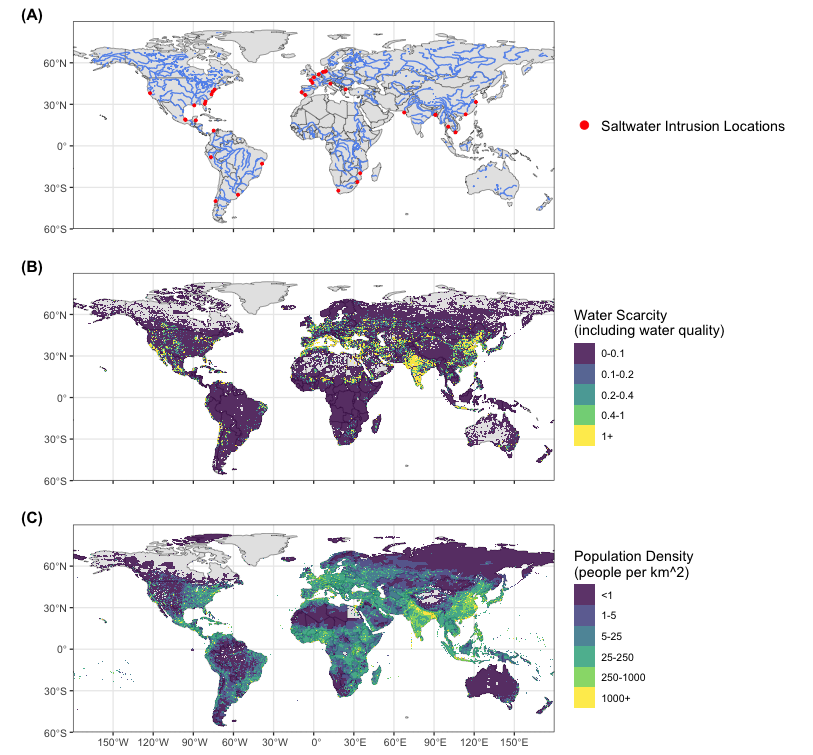 (A)
60°N
30°N
0°
30°S
60°S
Saltwater Intrusion Locations
(B)
60°N
30°N
0°
30°S
60°S
Water Scarcity
(including water quality)
0-0.1
0.1-0.2
0.2-0.4
0.4-1
1+
(C)
60°N
30°N
0°
30°S
60°S
150°W 120°W 90°W 60°W 30°W 0° 30°E 60°E 90°E 120°E 150°E
Population Density
(people per km^2)
<1
1-5
5-25
25-250
250-1000
1000+